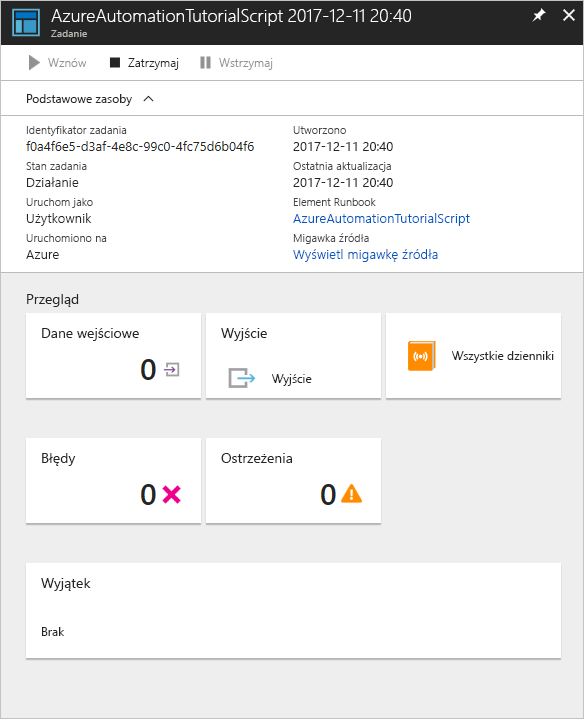 AzureAutomationTutorialScript 2017-12-11 20:40
Zadanie
Wznów Zatrzymaj Wstrzymaj
Podstawowe zasoby
Identyfikator zadania
f0a4f6e5-d3af-4e8c-99c0-4fc75d6b04f6
Stan zadania
Działanie
Uruchom jako
Użytkownik
Uruchomiono na
Azure
Utworzono
2017-12-11 20:40
Ostatnia aktualizacja
2017-12-11 20:40
Element Runbook
AzureAutomationTutorialScript
Migawka źródła
Wyświetl migawkę źródła
Przegląd
Dane wejściowe
0
Wyjście
Wyjście
Wszystkie dzienniki
Błędy
0
Ostrzeżenia
0
Wyjątek
Brak